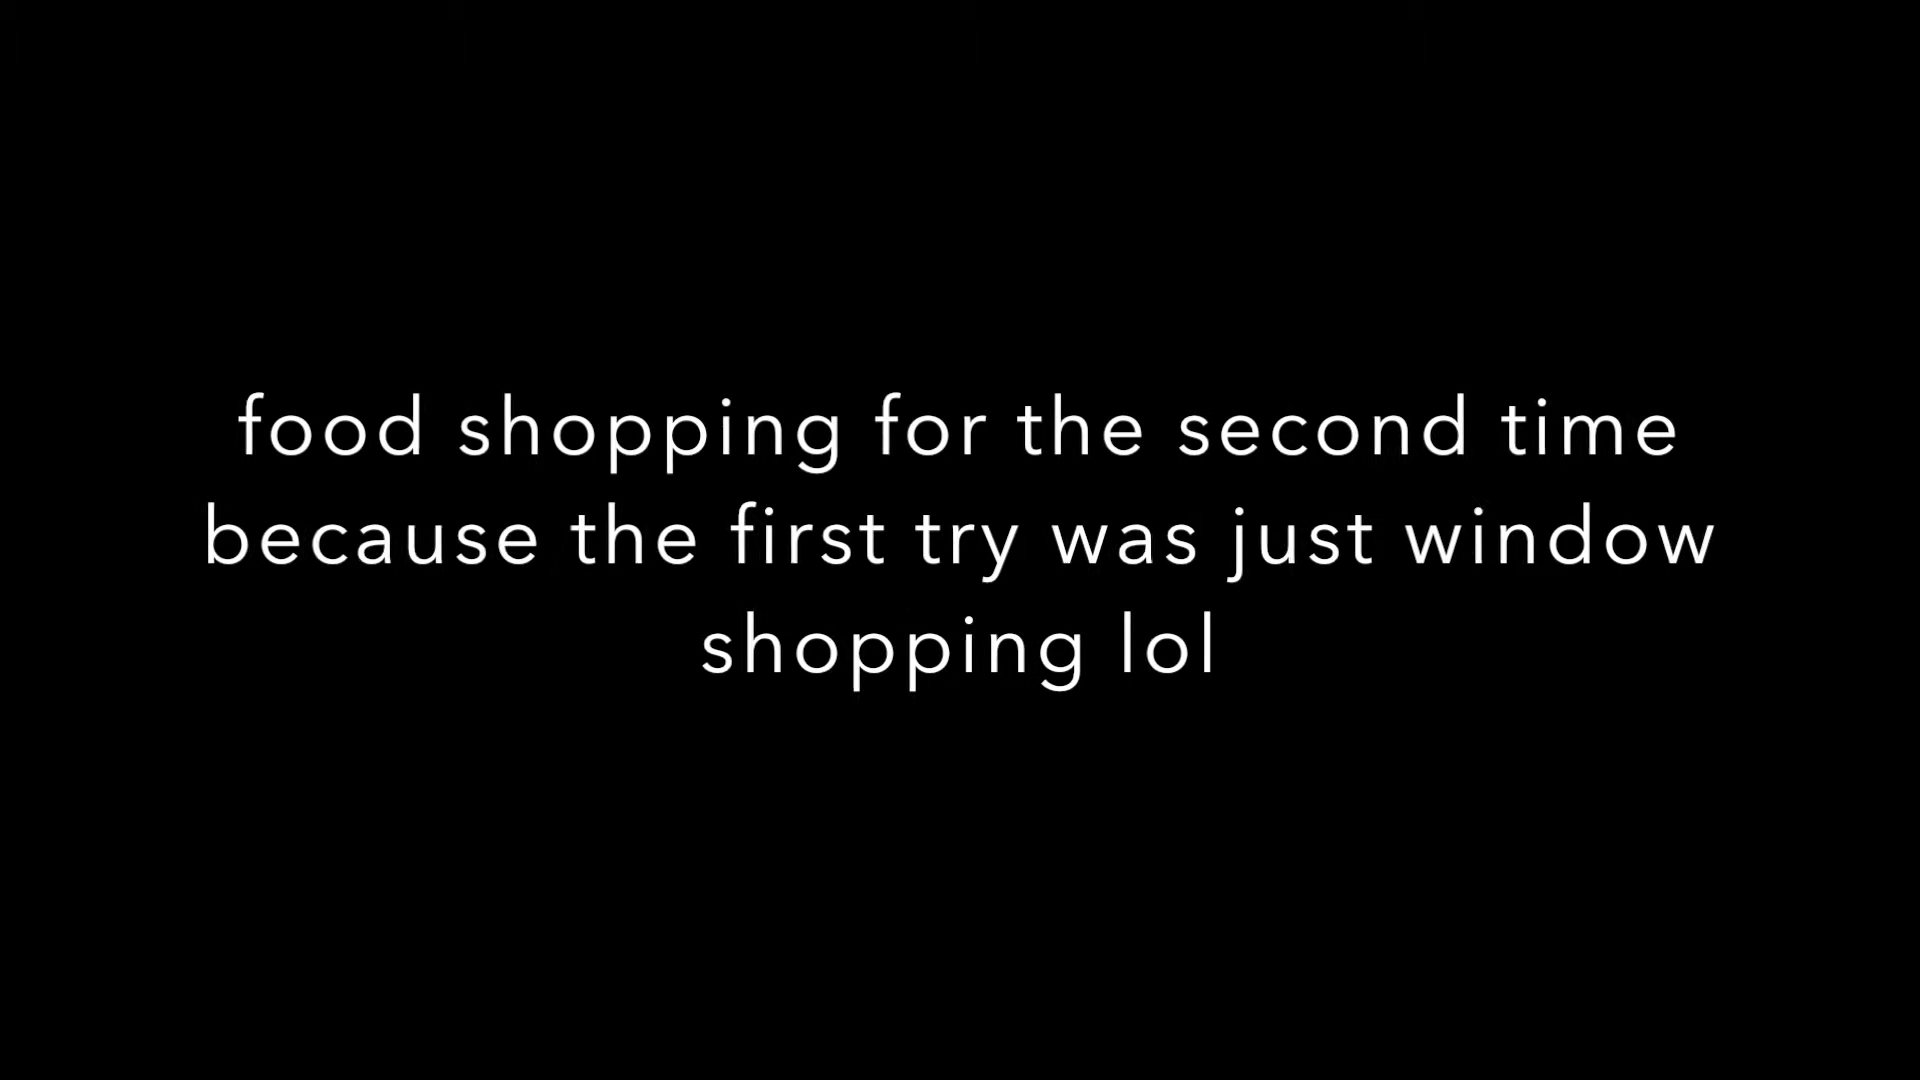 food shopping for the second time
because the first try was just window
shopping lol